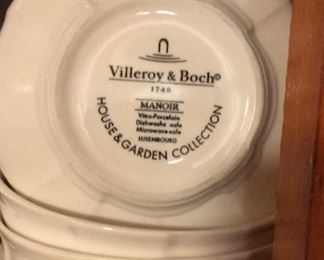 Villeroy & Boch©
1748
MANOIR
Vitro-Porcelain
Dishwasher-safe
Microwave-safe
LUXEMBOURG
HOUSE & GARDEN COLLECTION